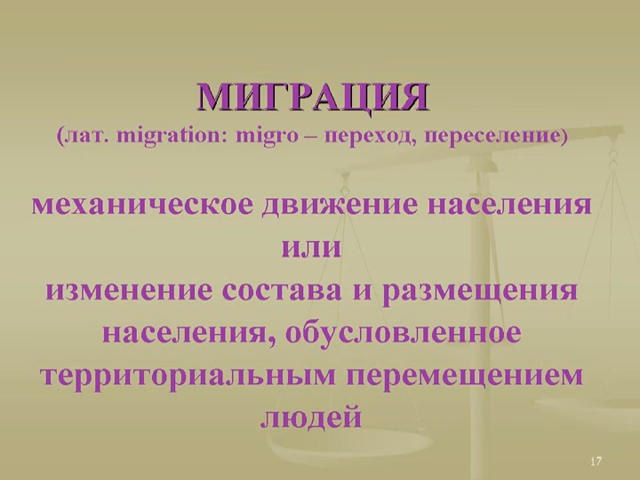 МИГРАЦИЯ
(лат. migration: migro – переход, переселение)
механическое движение населения
или
изменение состава и размещения
населения, обусловленное
территориальным перемещением
людей
17